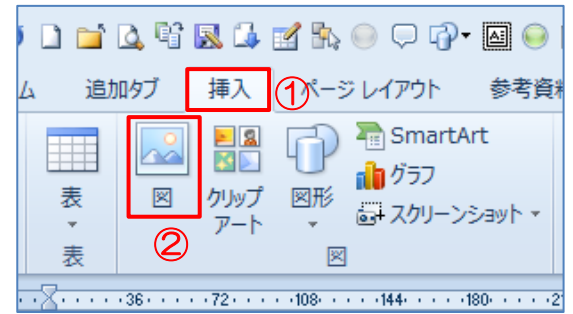 ム 追加タブ 挿入 ① ページ レイアウト 参考資料
SmartArt
グラフ
スクリーンショット
表 図 クリップ 図形
アート
②
表 図
36 72 108 144 180